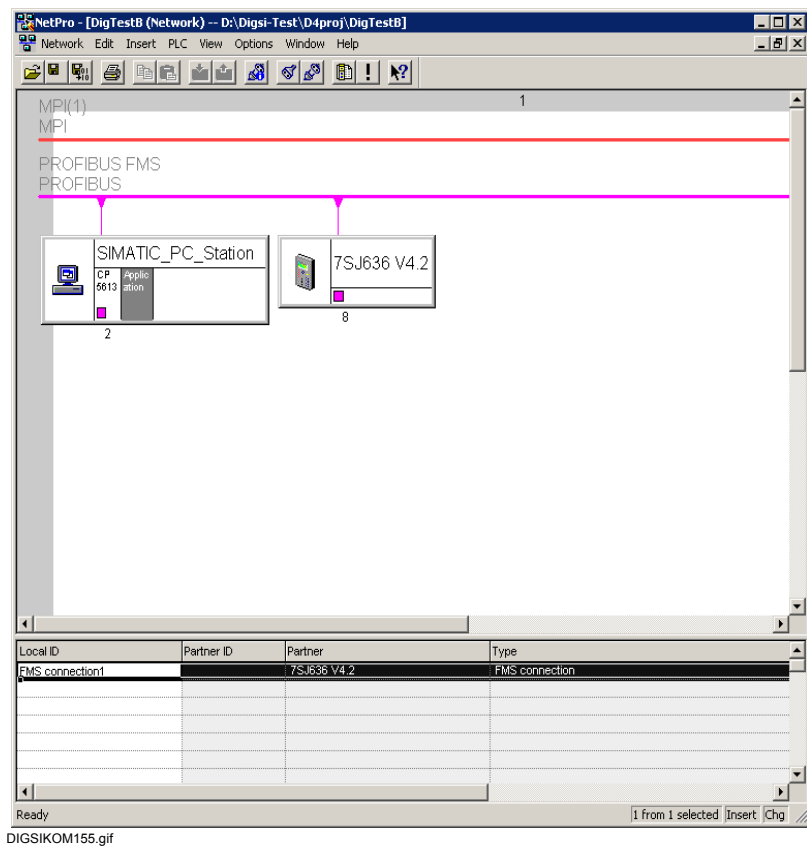 NetPro - [DigTestB (Network) -- D:\Digsi-Test\D4proj\DigTestB]
Network Edit Insert PLC View Options Window Help
1
MPI(1)
MPI
PROFIBUS FMS
PROFIBUS
SIMATIC_PC_Station
CP 5613
Applic ation
2
7SJ636 V4.2
8
Local ID Partner ID Partner Type
FMS connection1 7SJ636 V4.2 FMS connection
Ready 1 from 1 selected Insert Chg
DIGSIKOM155.gif